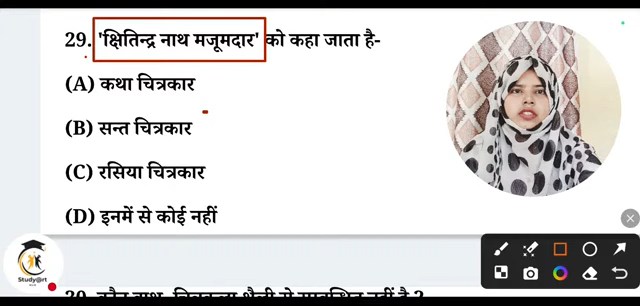 29. 'क्षितिन्द्र नाथ मजूमदार' को कहा जाता है-
(A) कथा चित्रकार
(B) सन्त चित्रकार
(C) रसिया चित्रकार
(D) इनमें से कोई नहीं
Study@rt